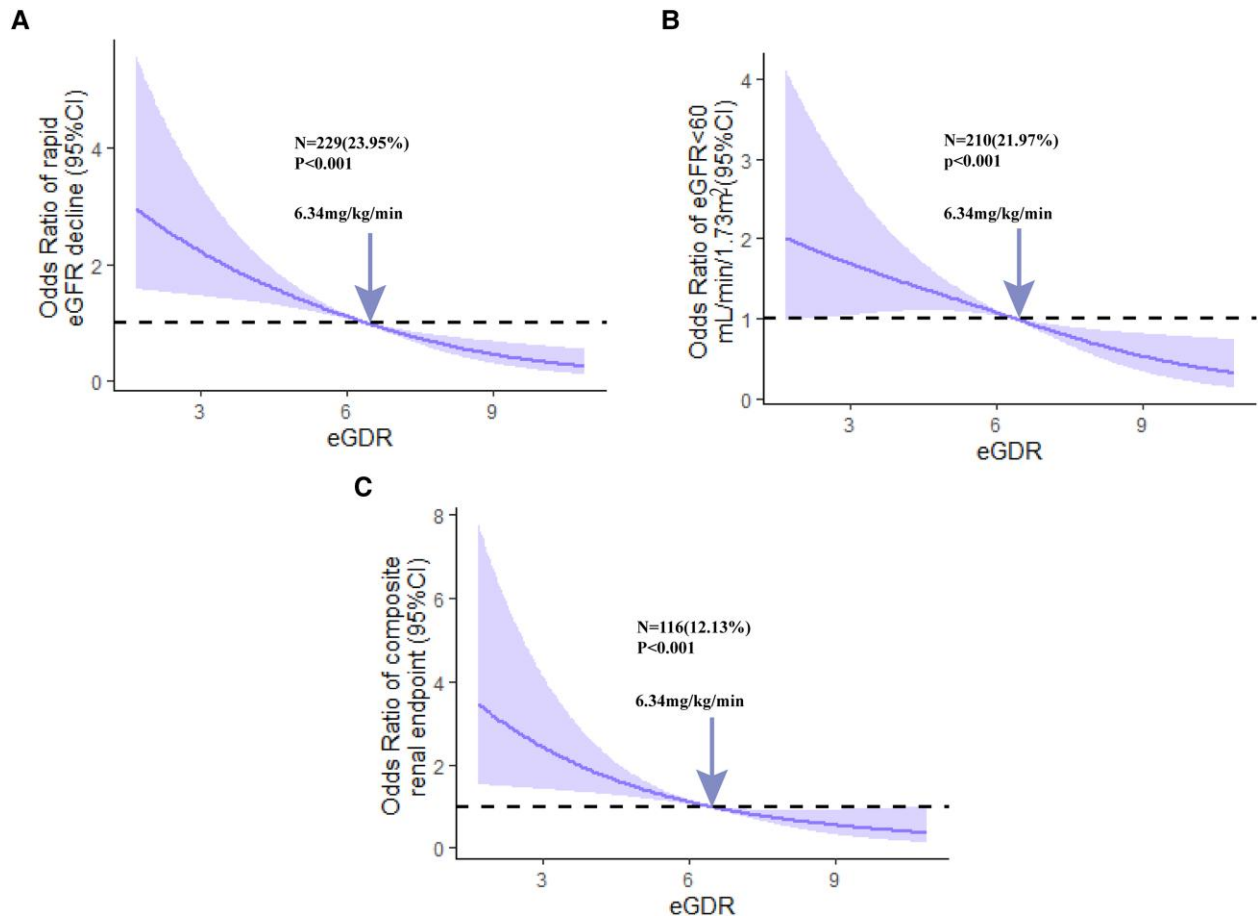 A
Odds Ratio of rapid
eGFR decline (95%CI)
4
2
0
N=229(23.95%)
P<0.001
6.34mg/kg/min
3
6
9
eGDR
B
Odds Ratio of eGFR<60
mL/min/1.73m²(95%CI)
4
3
2
1
0
N=210(21.97%)
p<0.001
6.34mg/kg/min
3
6
9
eGDR
C
Odds Ratio of composite
renal endpoint (95%CI)
8
6
4
2
0
N=116(12.13%)
P<0.001
6.34mg/kg/min
3
6
9
eGDR